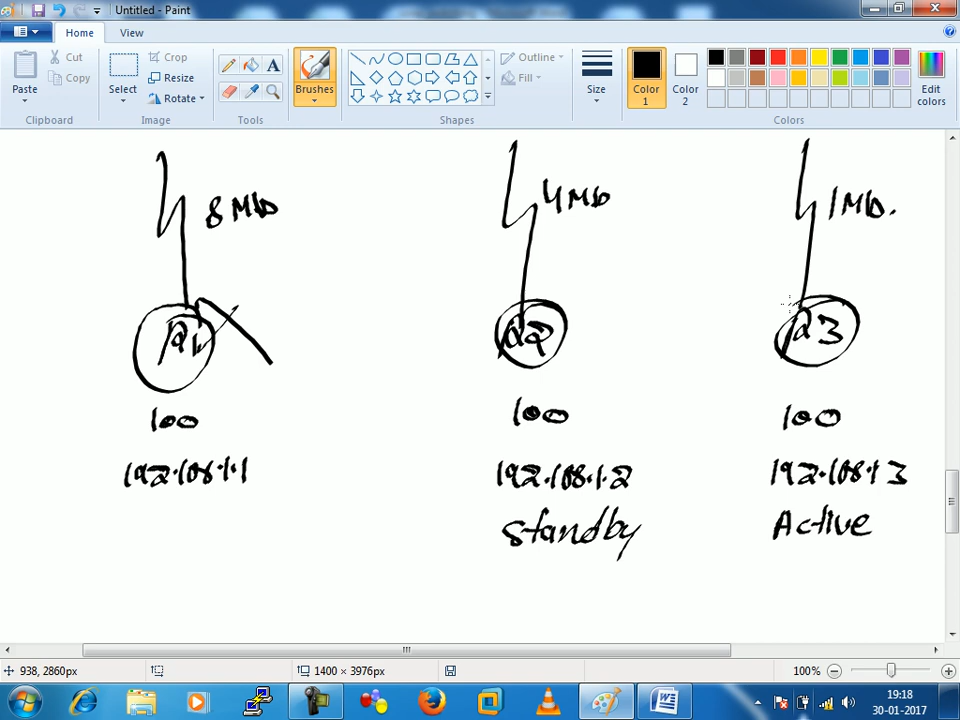 Untitled - Paint
Home View
Paste
Cut
Copy
Clipboard
Select
Crop
Resize
Rotate
Image
Tools
Brushes
Outline
Fill
Shapes
Size
Color 1
Color 2
Edit colors
Colors
8 Mb 4 Mb 1 Mb.
R1 R2 R3
100 100 100
192.168.1.1 192.168.1.2 192.168.1.3
Standby Active
938, 2860px 1400 × 3976px 100%
19:18
30-01-2017